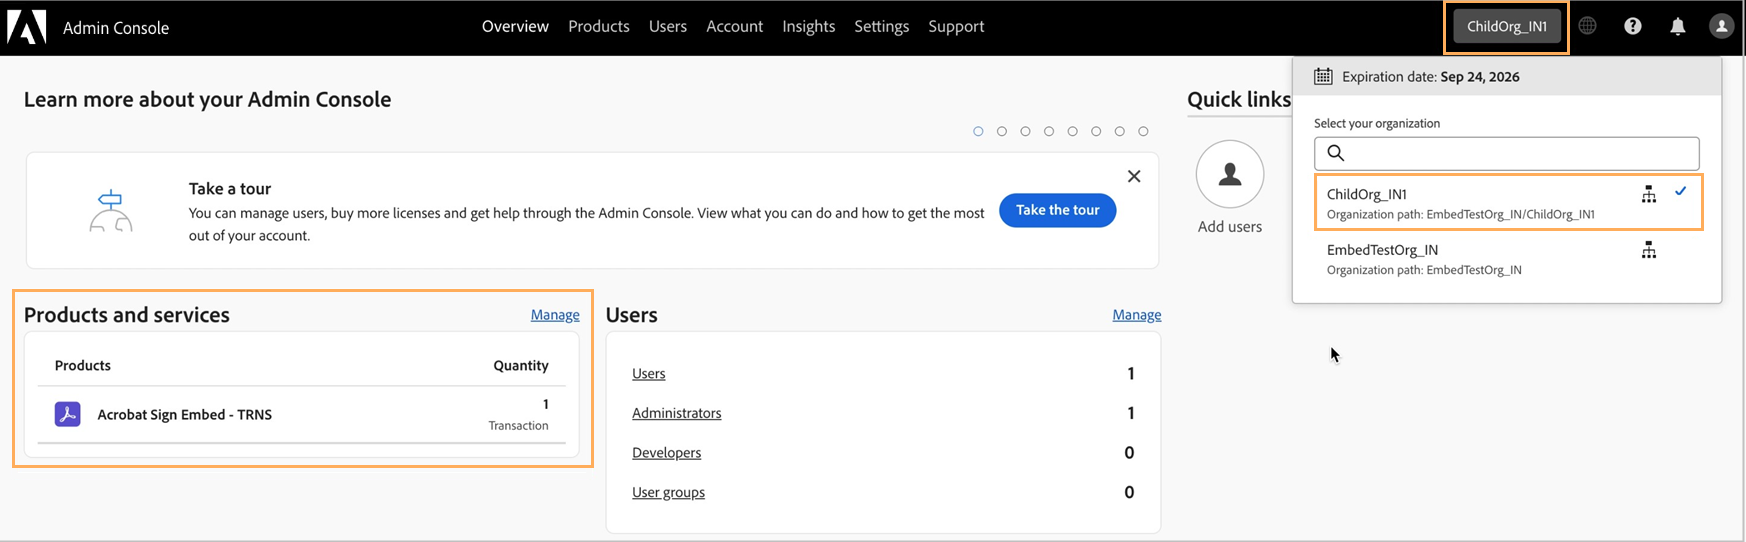 Admin Console
Overview
Products
Users
Account
Insights
Settings
Support
ChildOrg_IN1
Expiration date: Sep 24, 2026
Select your organization
ChildOrg_IN1
Organization path: EmbedTestOrg_IN/ChildOrg_IN1
EmbedTestOrg_IN
Organization path: EmbedTestOrg_IN
Learn more about your Admin Console
Quick links
Take a tour
You can manage users, buy more licenses and get help through the Admin Console. View what you can do and how to get the most
out of your account.
Take the tour
Add users
Products and services
Manage
Products
Quantity
Acrobat Sign Embed - TRNS
1
Transaction
Users
Manage
Users 1
Administrators 1
Developers 0
User groups 0